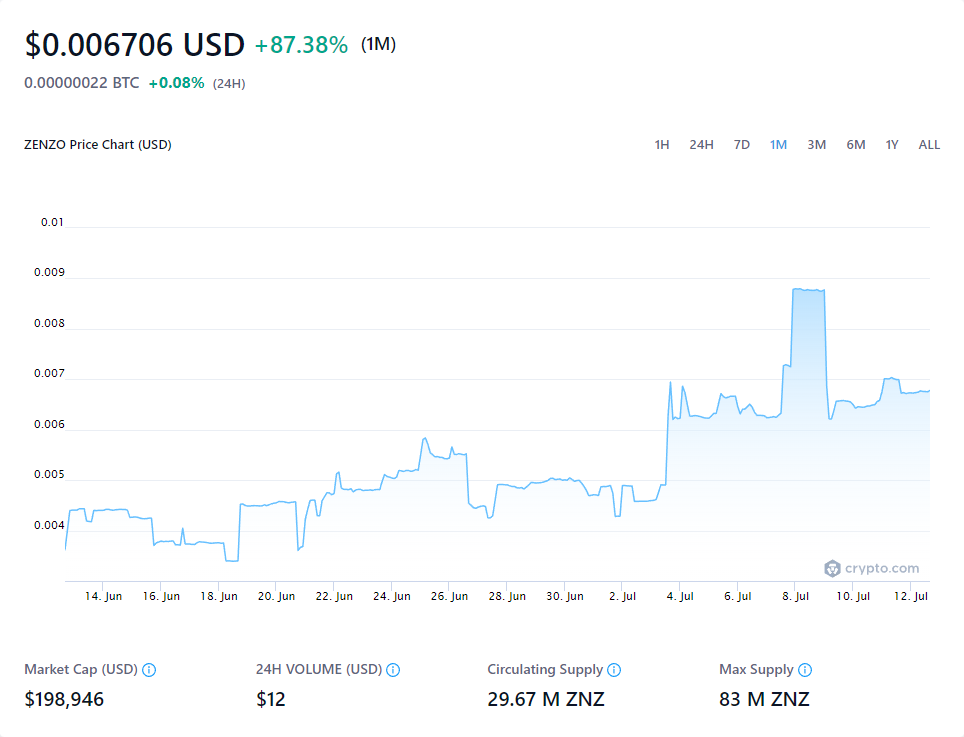 $0.006706 USD +87.38% (1M)
0.00000022 BTC +0.08% (24H)
ZENZO Price Chart (USD) 1H 24H 7D 1M 3M 6M 1Y ALL
0.01
0.009
0.008
0.007
0.006
0.005
0.004
crypto.com
14. Jun 16. Jun 18. Jun 20. Jun 22. Jun 24. Jun 26. Jun 28. Jun 30. Jun 2. Jul 4. Jul 6. Jul 8. Jul 10. Jul 12. Jul
Market Cap (USD) 24H VOLUME (USD) Circulating Supply Max Supply
$198,946 $12 29.67 M ZNZ 83 M ZNZ